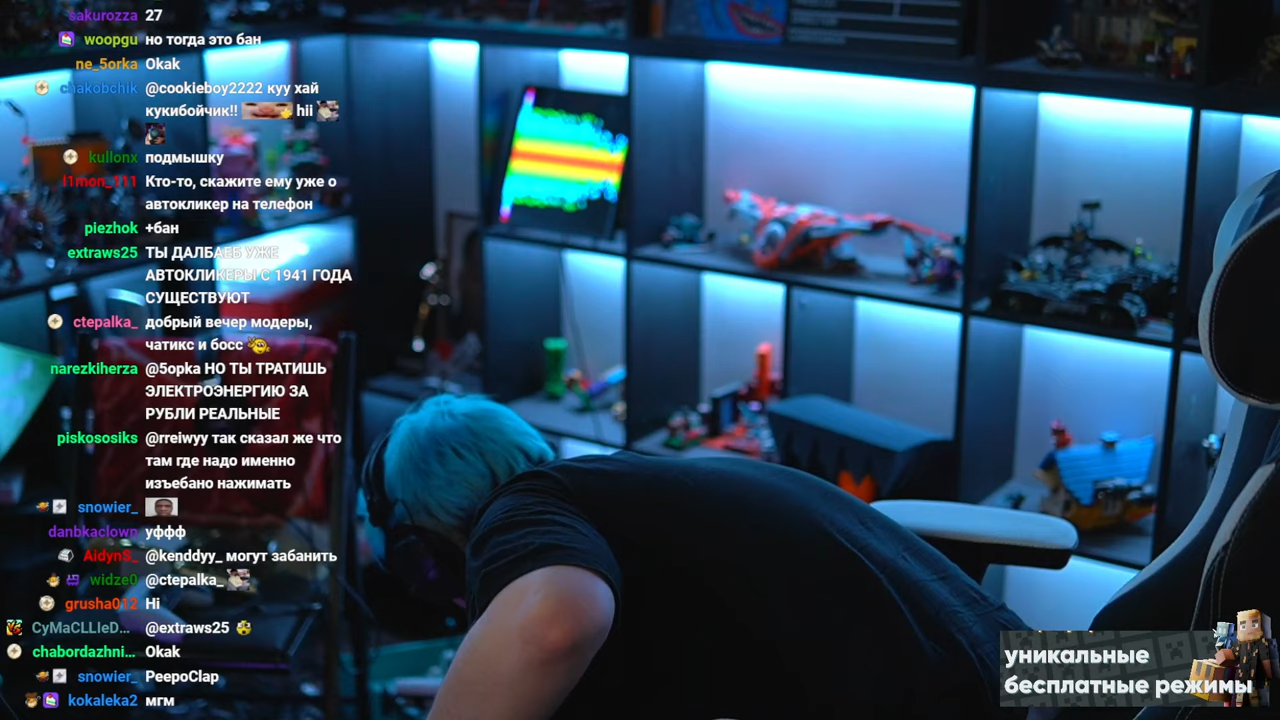 sakurozza 27
woopgu но тогда это бан
ne_5orka Okak
chakobchik @cookieboy2222 куу хай
кукибойчик!! hii
kullonx подмышку
l1mon_111 Кто-то, скажите ему уже о
автокликер на телефон
piezhok +бан
extraws25 ТЫ ДАЛБАЕБ УЖЕ
АВТОКЛИКЕРЫ С 1941 ГОДА
СУЩЕСТВУЮТ
ctepalka_ добрый вечер модеры,
чатикс и босс
narezkiherza @5opka НО ТЫ ТРАТИШЬ
ЭЛЕКТРОЭНЕРГИЮ ЗА
РУБЛИ РЕАЛЬНЫЕ
piskososiks @rreiwyy так сказал же что
там где надо именно
изъебано нажимать
snowier_
danbkaclown уффф
AidynS_ @kenddyy_ могут забанить
widze0 @ctepalka_
grusha012 Hi
CyMaCLLIeD... @extraws25
chabordazhni... Okak
snowier_ PeepoClap
kokaleka2 мгм
уникальные
бесплатные режимы